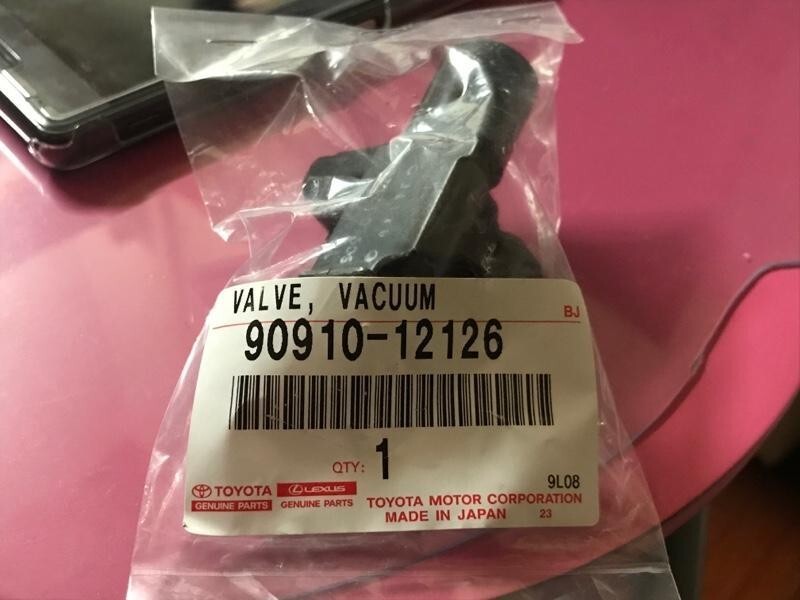 VALVE, VACUUM
BJ
90910-12126
QTY: 1
9L08
TOYOTA LEXUS
GENUINE PARTS GENUINE PARTS
TOYOTA MOTOR CORPORATION
MADE IN JAPAN 23